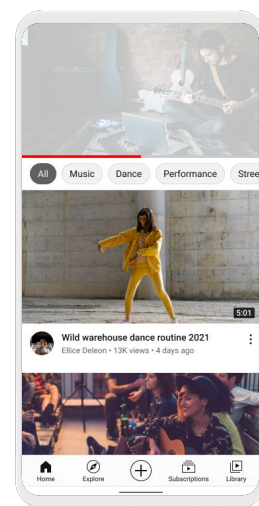 All Music Dance Performance Stree
5:01
Wild warehouse dance routine 2021
Ellice Deleon • 13K views • 4 days ago
Home Explore Subscriptions Library